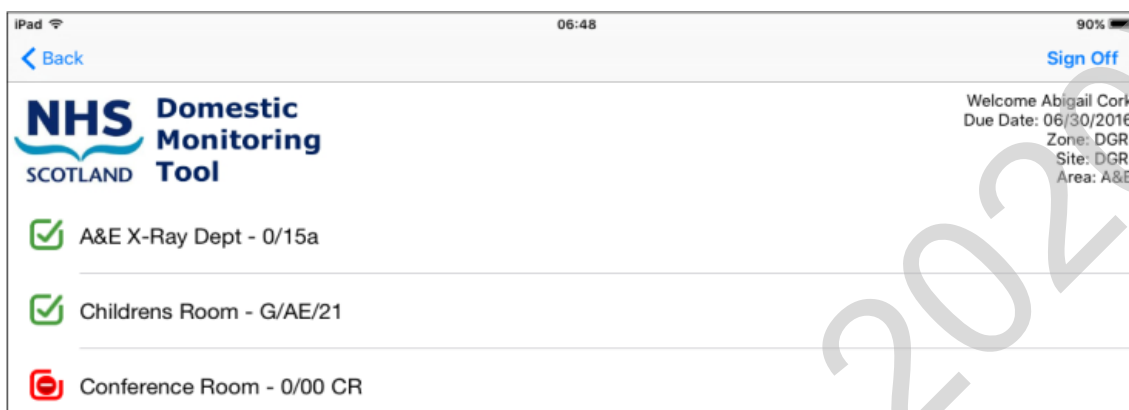 iPad 06:48 90%
Back Sign Off
NHS
SCOTLAND
Domestic
Monitoring
Tool
Welcome Abigail Cork
Due Date: 06/30/2016
Zone: DGR
Site: DGR
Area: A&E
A&E X-Ray Dept - 0/15a
Childrens Room - G/AE/21
Conference Room - 0/00 CR
2020